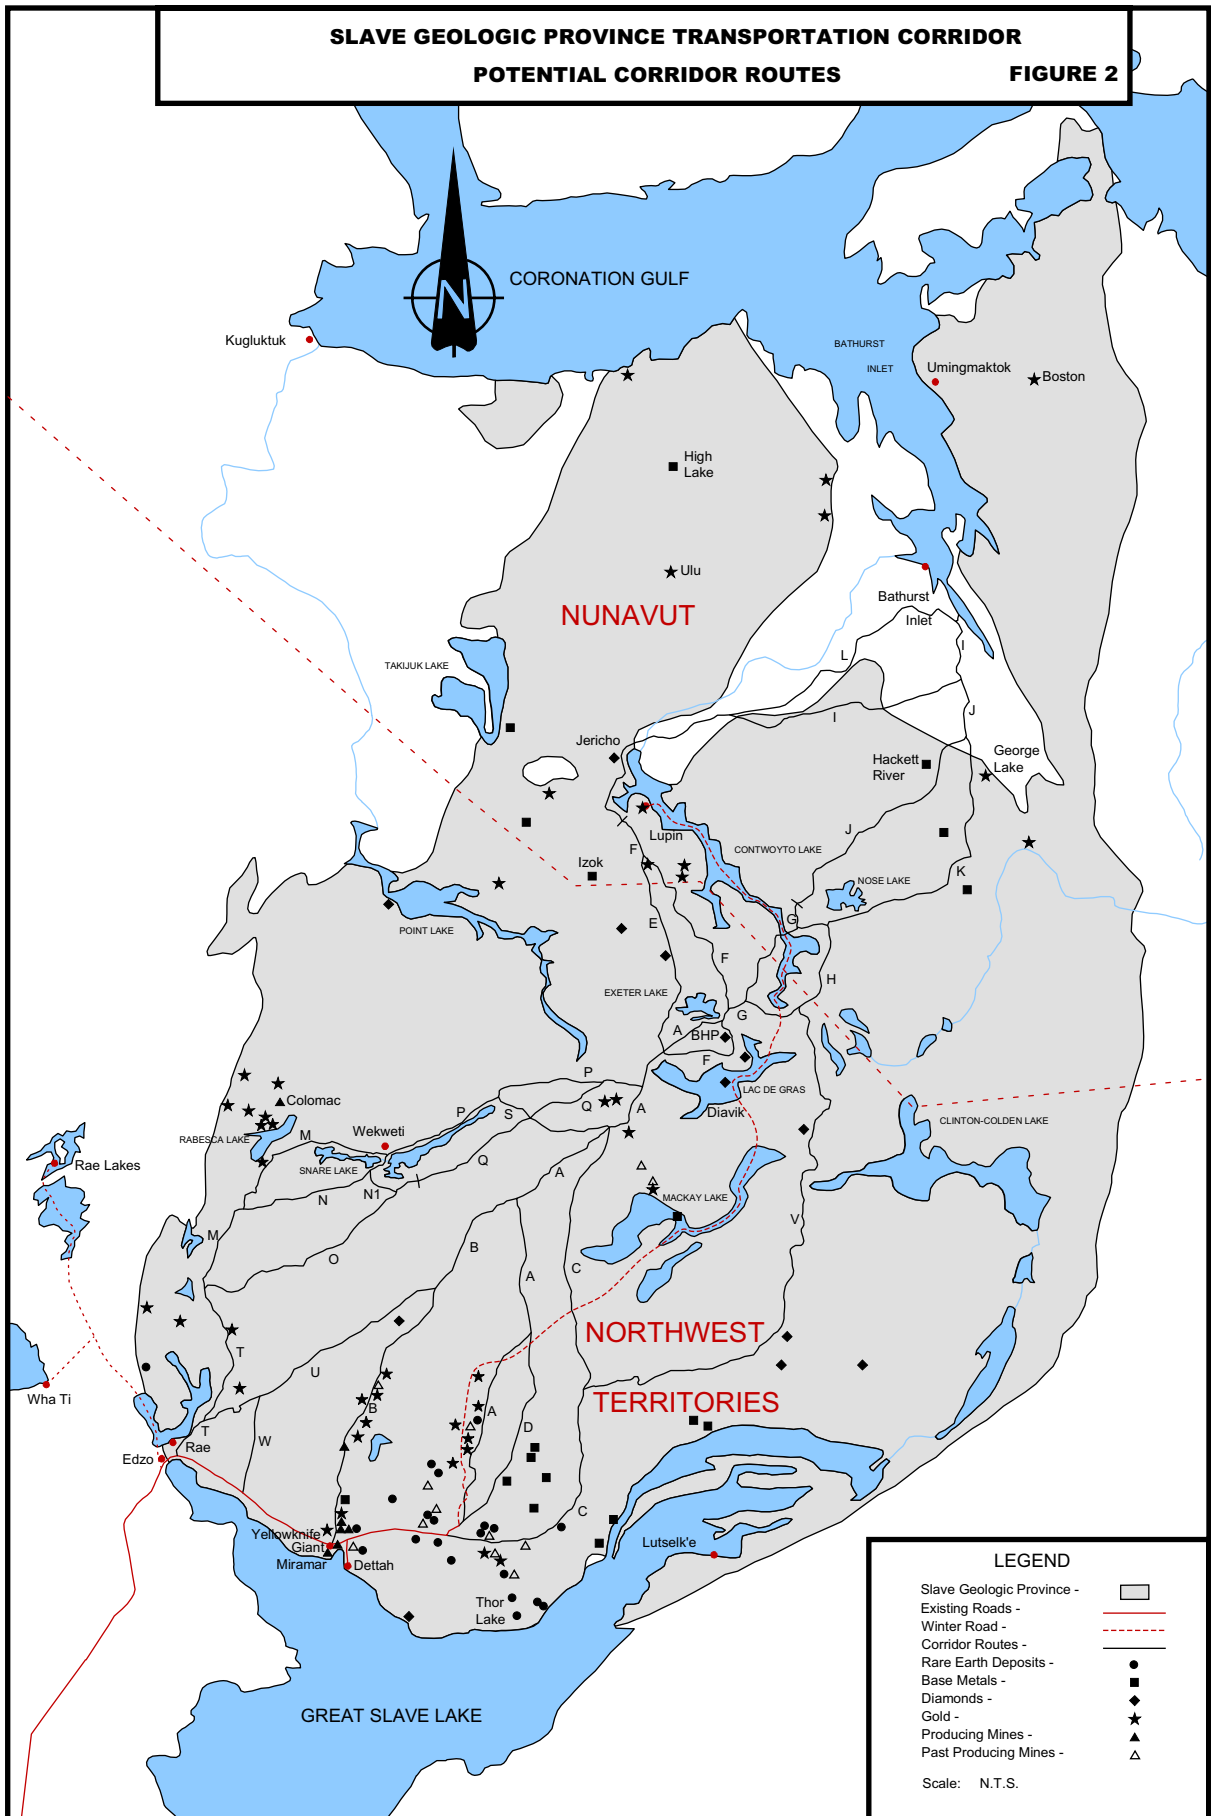 SLAVE GEOLOGIC PROVINCE TRANSPORTATION CORRIDOR
POTENTIAL CORRIDOR ROUTES FIGURE 2
N
CORONATION GULF
Kugluktuk
BATHURST
INLET
Umingmaktok
Boston
High
Lake
Ulu
NUNAVUT
Bathurst
Inlet
L
I
TAKIJUK LAKE
J
I
Jericho
George
Lake
Hackett
River
Lupin
F
J
CONTWOYTO LAKE
Izok
NOSE LAKE
K
POINT LAKE
E
G
F
H
EXETER LAKE
G
A
BHP
F
P
LAC DE GRAS
Diavik
Colomac
P
S
Q
A
CLINTON-COLDEN LAKE
RABESCA LAKE
M
Wekweti
Rae Lakes
SNARE LAKE
Q
A
N
N1
MACKAY LAKE
V
M
O
B
A
C
NORTHWEST
T
U
TERRITORIES
Wha Ti
B
A
D
T
W
Rae
Edzo
C
Yellowknife
Giant
Miramar
Dettah
Lutselk'e
Thor
Lake
GREAT SLAVE LAKE
LEGEND
Slave Geologic Province -
Existing Roads -
Winter Road -
Corridor Routes -
Rare Earth Deposits -
Base Metals -
Diamonds -
Gold -
Producing Mines -
Past Producing Mines -
Scale: N.T.S.